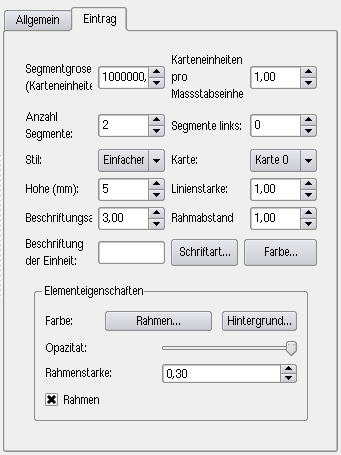 Allgemein
Eintrag
Segmentgrose
(Karteneinheite
1000000,
Karteneinheiten
pro
Massstabseinhe
1,00
Anzahl
Segmente:
2
Segmente links:
0
Stil:
Einfacher
Karte:
Karte 0
Hohe (mm):
5
Linienstarke:
1,00
Beschriftungsa
3,00
Rahmabstand
1,00
Beschriftung
der Einheit:
Schriftart...
Farbe...
Elementeigenschaften
Farbe:
Rahmen...
Hintergrund...
Opazitat:
Rahmenstarke:
0,30
Rahmen